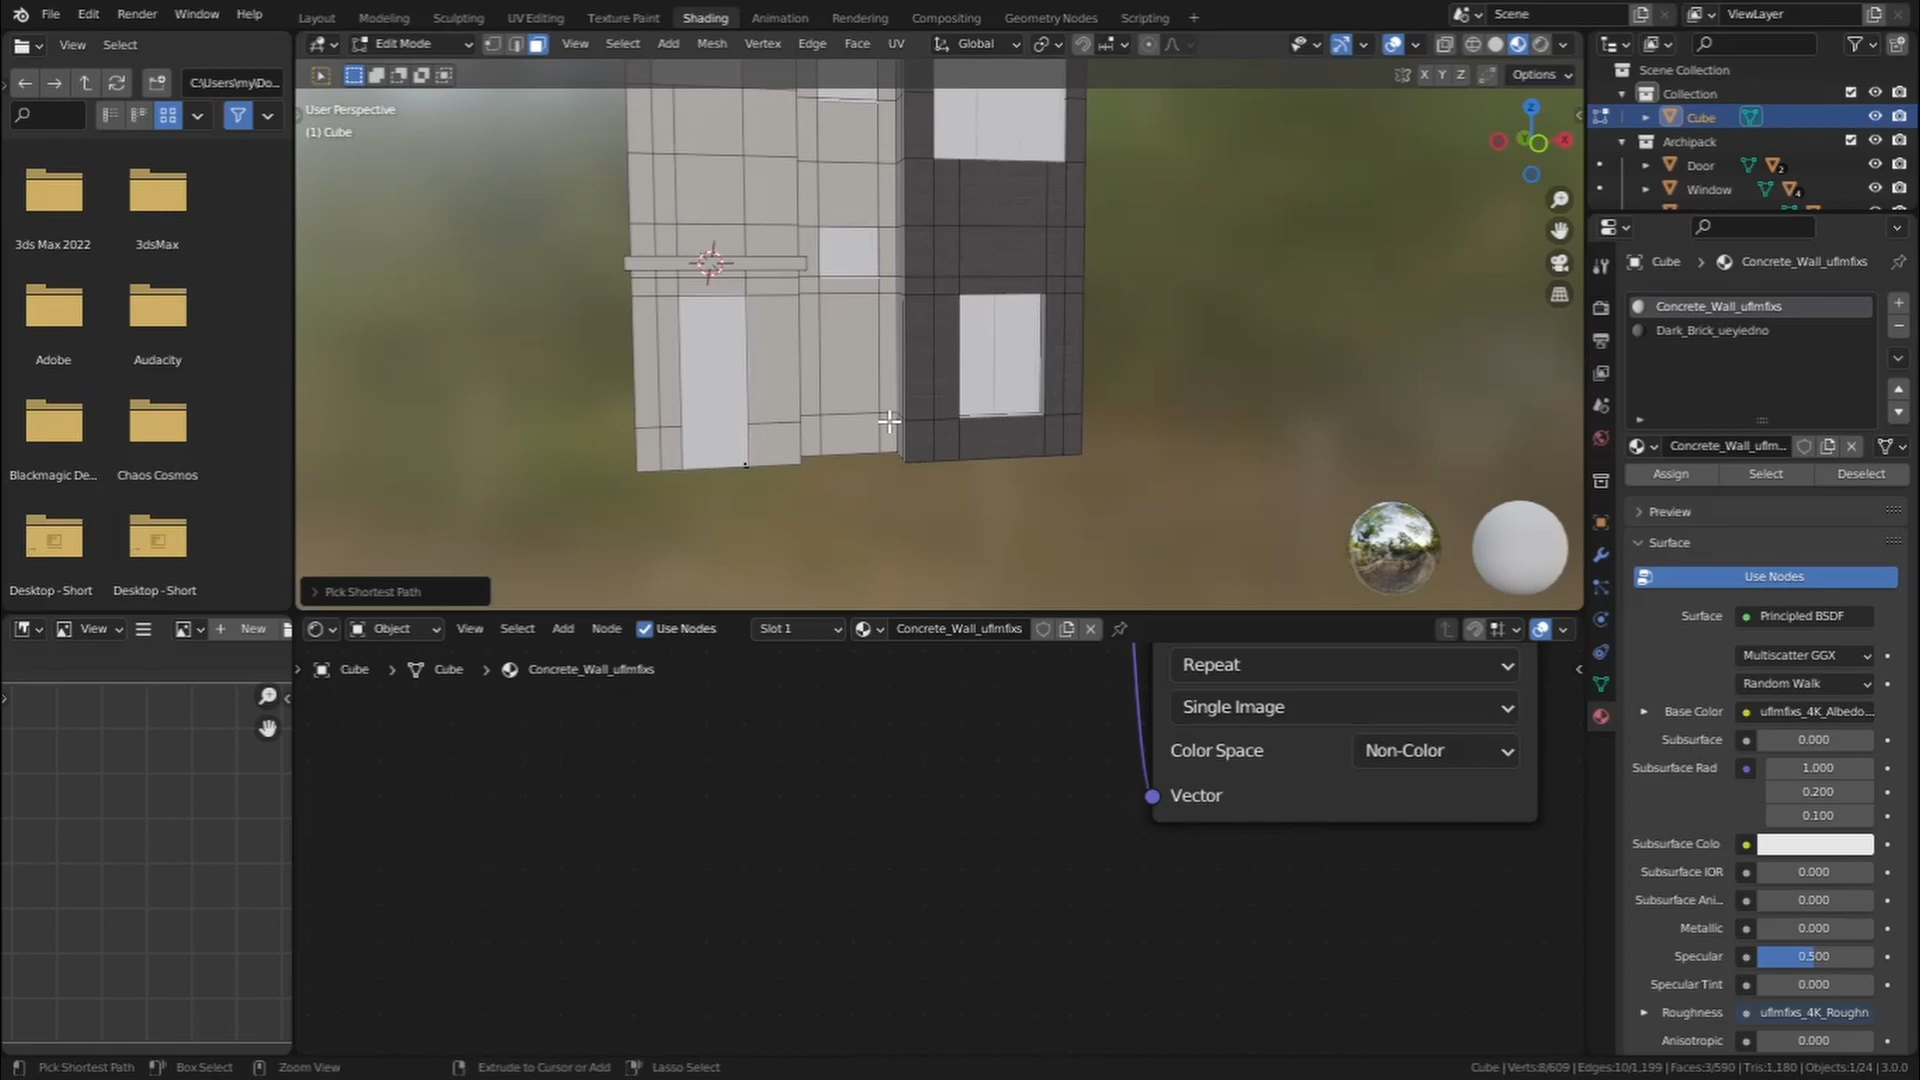 File Edit Render Window Help Layout Modeling Sculpting UV Editing Texture Paint Shading Animation Rendering Compositing Geometry Nodes Scripting Scene ViewLayer
View Select Edit Mode View Select Add Mesh Vertex Edge Face UV Global
C:\Users\my\Do... X Y Z Options
User Perspective
(1) Cube
3ds Max 2022 3dsMax
Adobe Audacity
Blackmagic De... Chaos Cosmos
Desktop - Short Desktop - Short
Pick Shortest Path
Scene Collection
Collection
Cube
Archipack
Door 2
Window 4
Cube Concrete_Wall_uflmfixs
Concrete_Wall_uflmfixs
Dark_Brick_ueyiedno
Concrete_Wall_uflm...
Assign Select Deselect
Preview
Surface
Use Nodes
Surface Principled BSDF
Multiscatter GGX
Random Walk
Base Color uflmfixs_4K_Albedo...
Subsurface 0.000
Subsurface Rad 1.000
0.200
0.100
Subsurface Colo
Subsurface IOR 0.000
Subsurface Ani... 0.000
Metallic 0.000
Specular 0.500
Specular Tint 0.000
Roughness uflmfixs_4K_Roughn
Anisotropic 0.000
View New Object View Select Add Node Use Nodes Slot 1 Concrete_Wall_uflmfixs
Cube Cube Concrete_Wall_uflmfixs
Repeat
Single Image
Color Space Non-Color
Vector
Pick Shortest Path Box Select Zoom View Extrude to Cursor or Add Lasso Select Cube | Verts:8/609 | Edges:10/1,199 | Faces:3/590 | Tris:1,180 | Objects:1/24 | 3.0.0